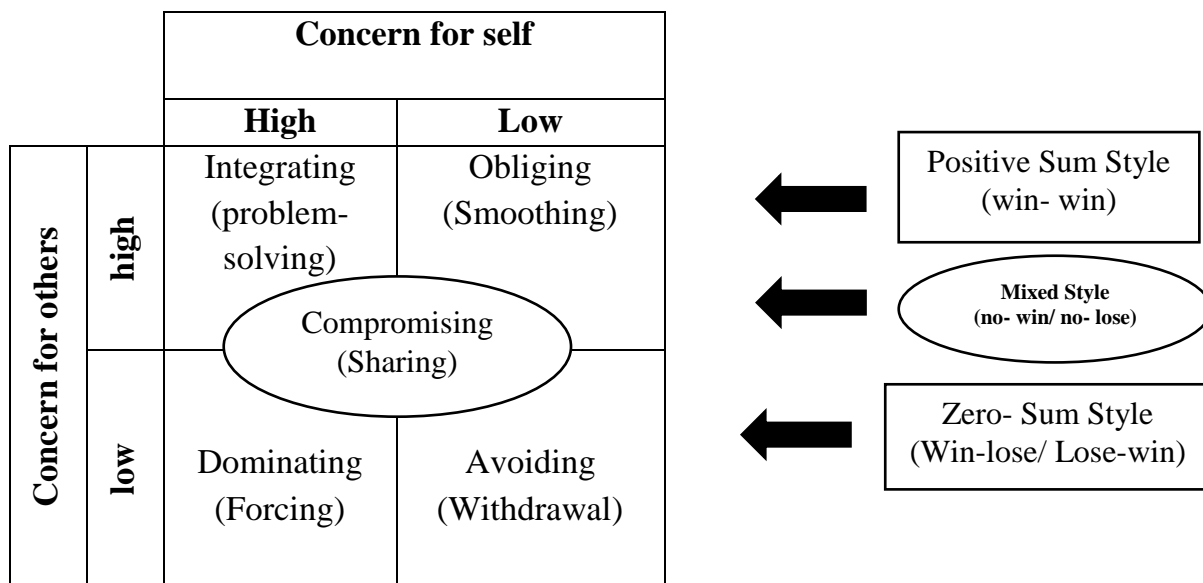 Concern for self
High
Low
Concern for others
high
low
Integrating
(problem-
solving)
Obliging
(Smoothing)
Compromising
(Sharing)
Dominating
(Forcing)
Avoiding
(Withdrawal)
Positive Sum Style
(win- win)
Mixed Style
(no- win/ no- lose)
Zero- Sum Style
(Win-lose/ Lose-win)